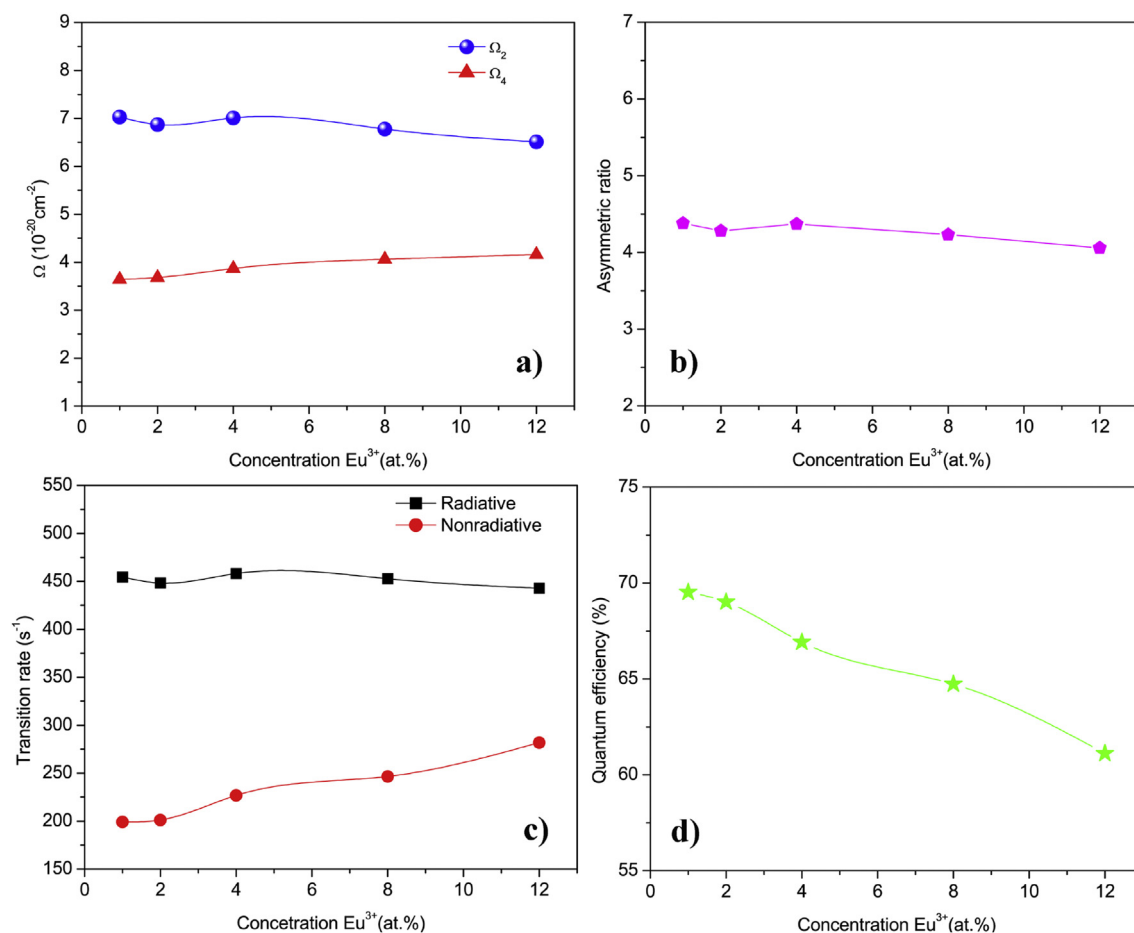 9
8
7
6
5
4
3
2
1
Ω (10⁻²⁰cm⁻²)
Ω₂
Ω₄
a)
0 2 4 6 8 10 12
Concentration Eu³⁺(at.%)
7
6
5
4
3
2
Asymmetric ratio
b)
0 2 4 6 8 10 12
Concentration Eu³⁺(at.%)
550
500
450
400
350
300
250
200
150
Transition rate (s⁻¹)
Radiative
Nonradiative
c)
0 2 4 6 8 10 12
Concetration Eu³⁺(at.%)
75
70
65
60
55
Quantum efficiency (%)
d)
0 2 4 6 8 10 12
Concentration Eu³⁺(at.%)